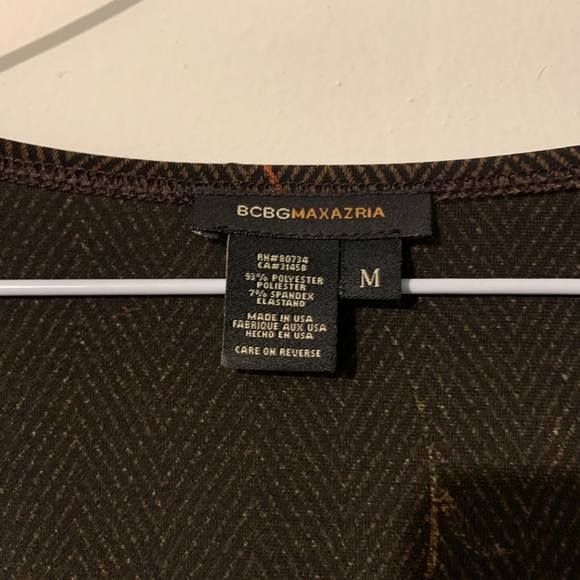 BCBGMAXAZRIA
RN#80734
CA#31458
93% POLYESTER
POLIESTER
7% SPANDEX
ELASTANO
MADE IN USA
FABRIQUE AUX USA
HECHO EN USA
CARE ON REVERSE
M